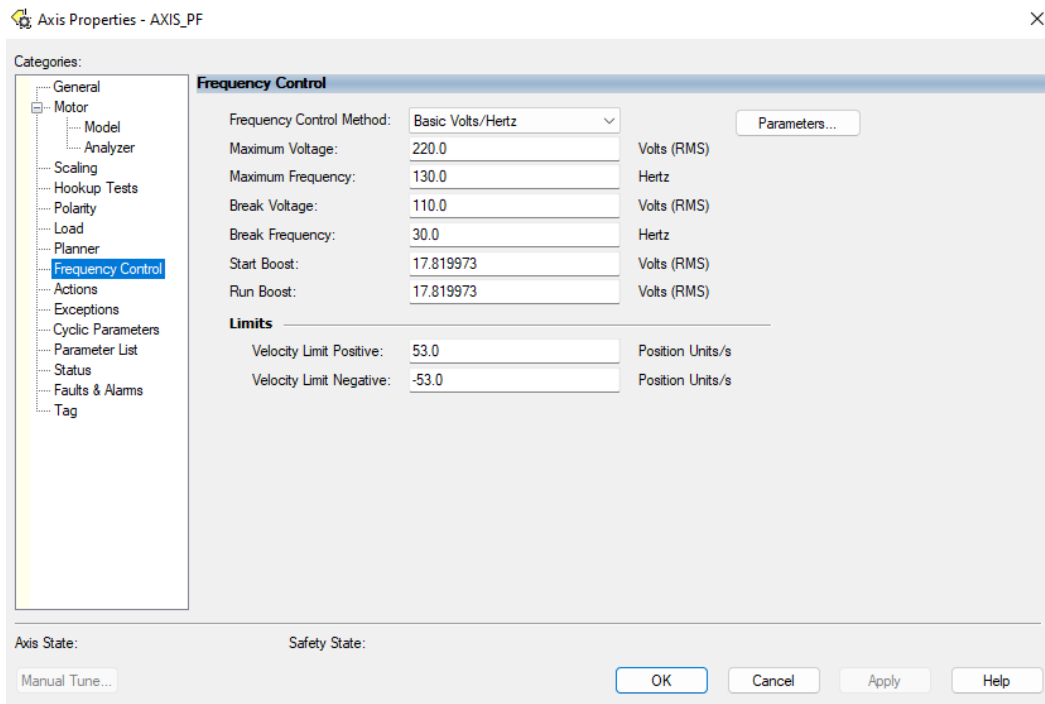 Axis Properties - AXIS_PF
Categories:
General
Motor
Model
Analyzer
Scaling
Hookup Tests
Polarity
Load
Planner
Frequency Control
Actions
Exceptions
Cyclic Parameters
Parameter List
Status
Faults & Alarms
Tag
Frequency Control
Frequency Control Method: Basic Volts/Hertz Parameters...
Maximum Voltage: 220.0 Volts (RMS)
Maximum Frequency: 130.0 Hertz
Break Voltage: 110.0 Volts (RMS)
Break Frequency: 30.0 Hertz
Start Boost: 17.819973 Volts (RMS)
Run Boost: 17.819973 Volts (RMS)
Limits
Velocity Limit Positive: 53.0 Position Units/s
Velocity Limit Negative: -53.0 Position Units/s
Axis State: Safety State:
Manual Tune... OK Cancel Apply Help